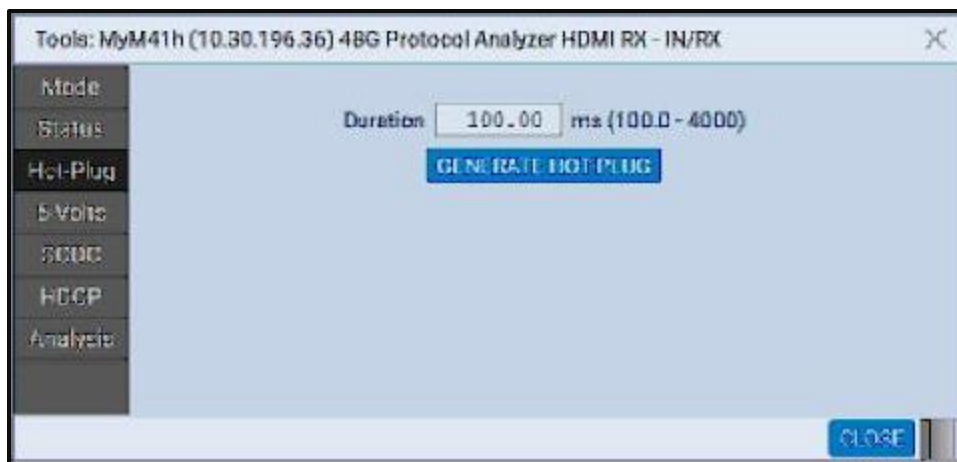 Tools: MyM41h (10.30.196.36) 48G Protocol Analyzer HDMI RX - IN/RX
Mode
Status
Hot-Plug
5-Volts
SCDC
HDCP
Analysis
Duration 100.00 ms (100.0 - 4000)
GENERATE HOT PLUG
CLOSE